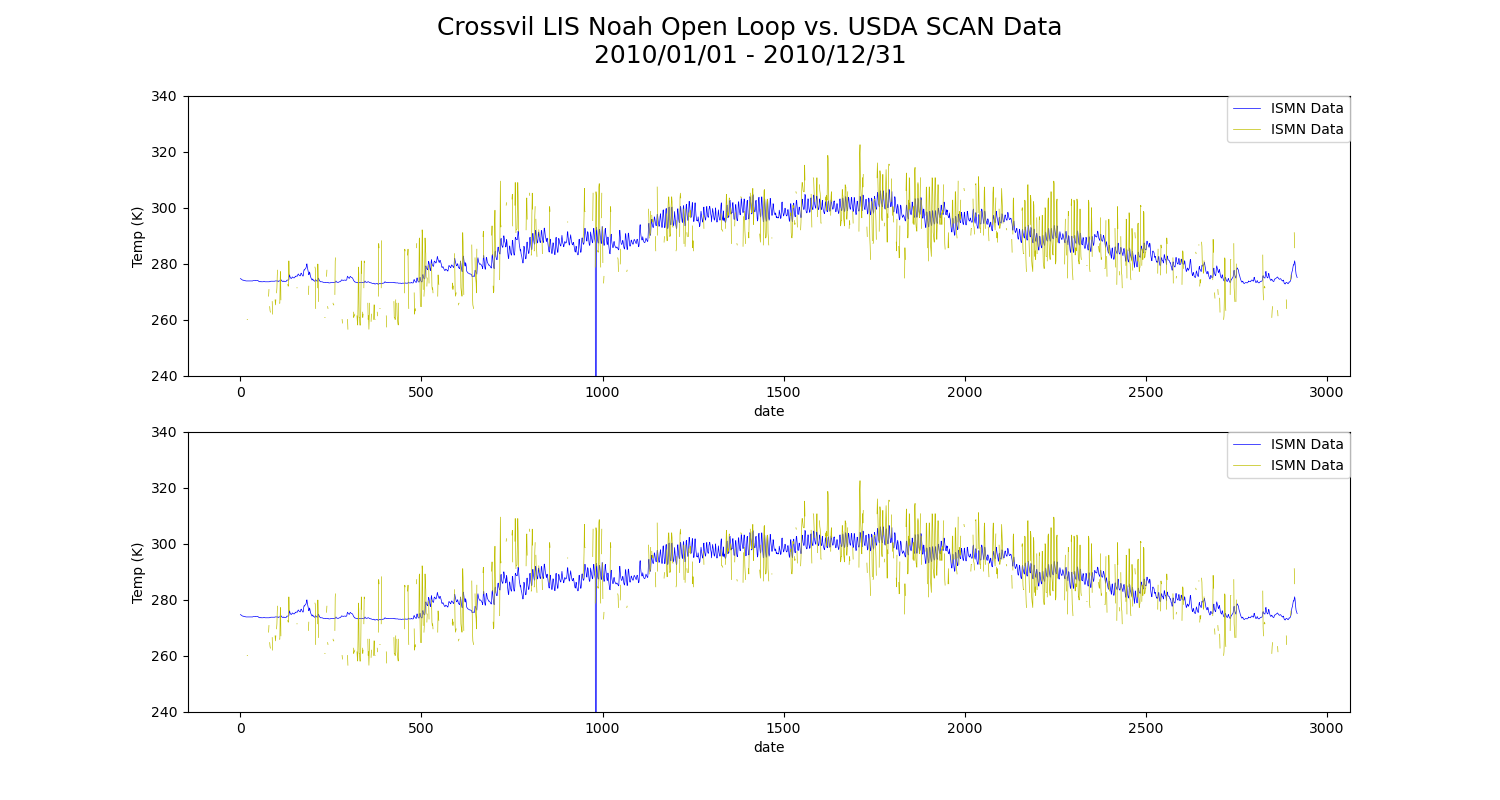 Crossvil LIS Noah Open Loop vs. USDA SCAN Data
2010/01/01 - 2010/12/31
340
320
300
280
260
240
Temp (K)
ISMN Data
ISMN Data
0
500
1000
1500
2000
2500
3000
date
340
320
300
280
260
240
Temp (K)
ISMN Data
ISMN Data
0
500
1000
1500
2000
2500
3000
date